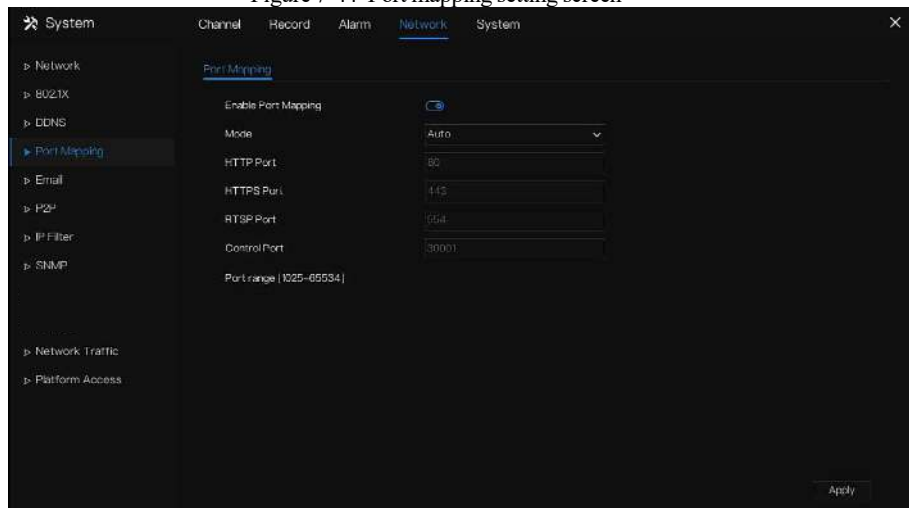 Figure 7-44 Port mapping setting screen
System Channel Record Alarm Network System
Network
802.1X
DDNS
Port Mapping
Email
P2P
IP Filter
SNMP
Network Traffic
Platform Access
Port Mapping
Enable Port Mapping
Mode Auto
HTTP Port 80
HTTPS Port 443
RTSP Port 554
Control Port 30001
Port range [1025-65534]
Apply